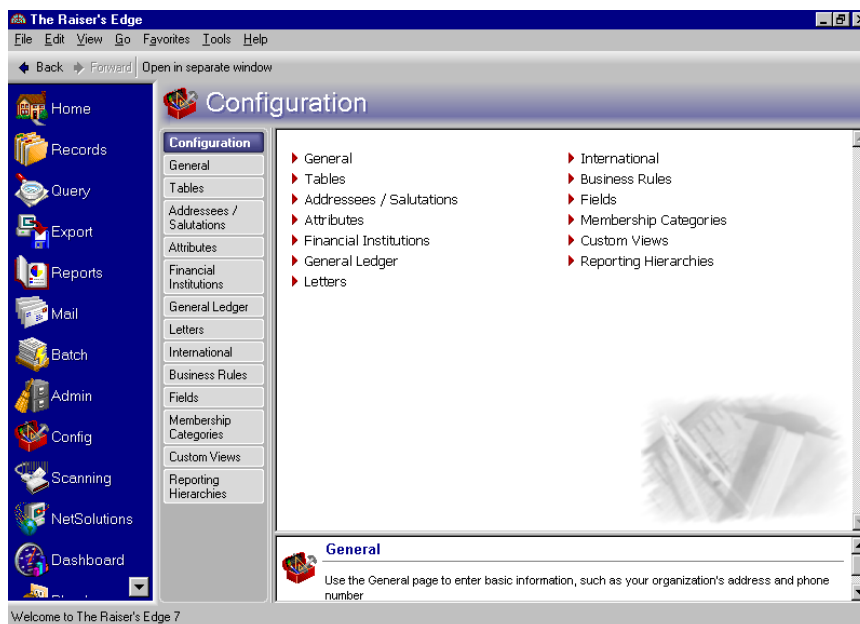 The Raiser's Edge
File Edit View Go Favorites Tools Help
Back Forward Open in separate window
Configuration
Home
Records
Query
Export
Reports
Mail
Batch
Admin
Config
Scanning
NetSolutions
Dashboard
Configuration
General
Tables
Addressees /
Salutations
Attributes
Financial
Institutions
General Ledger
Letters
International
Business Rules
Fields
Membership
Categories
Custom Views
Reporting
Hierarchies
General
Tables
Addressees / Salutations
Attributes
Financial Institutions
General Ledger
Letters
International
Business Rules
Fields
Membership Categories
Custom Views
Reporting Hierarchies
General
Use the General page to enter basic information, such as your organization's address and phone
number
Welcome to The Raiser's Edge 7